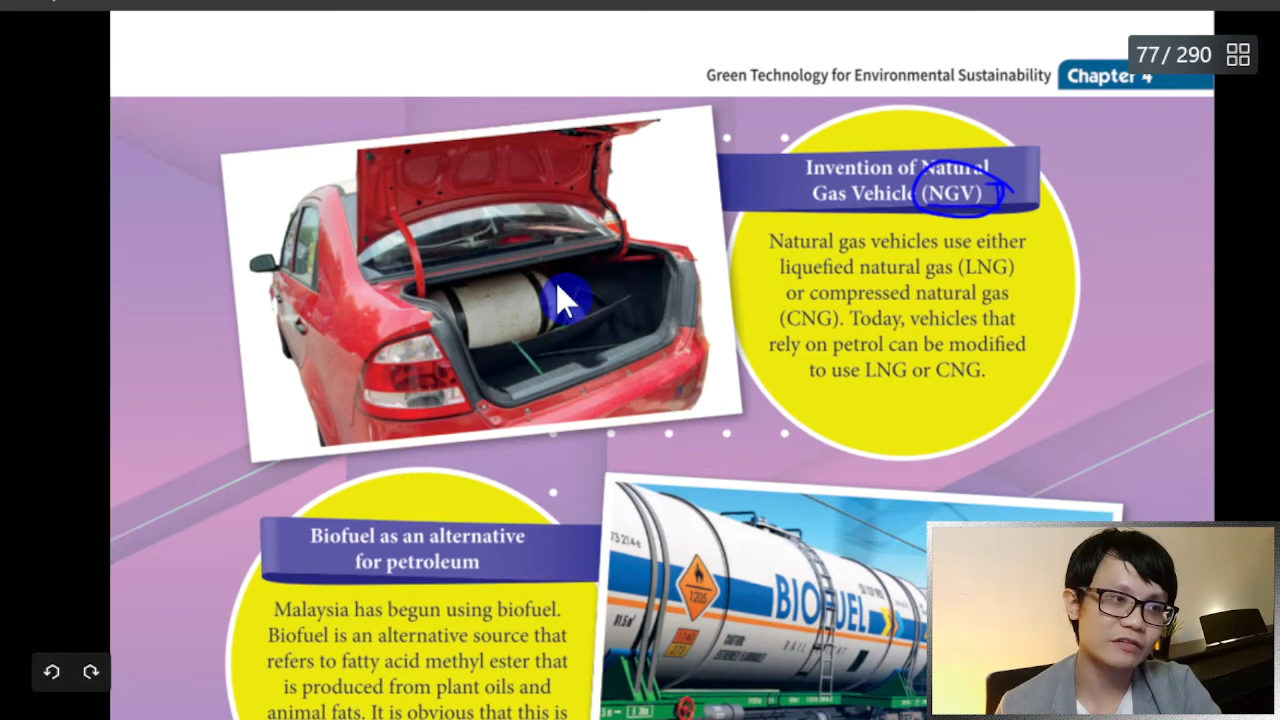 77/ 290
Green Technology for Environmental Sustainability
Chapter 4
Invention of Natural
Gas Vehicle (NGV)
Natural gas vehicles use either
liquefied natural gas (LNG)
or compressed natural gas
(CNG). Today, vehicles that
rely on petrol can be modified
to use LNG or CNG.
Biofuel as an alternative
for petroleum
Malaysia has begun using biofuel.
Biofuel is an alternative source that
refers to fatty acid methyl ester that
is produced from plant oils and
animal fats. It is obvious that this is
73 214-6
1205
BIOFUEL